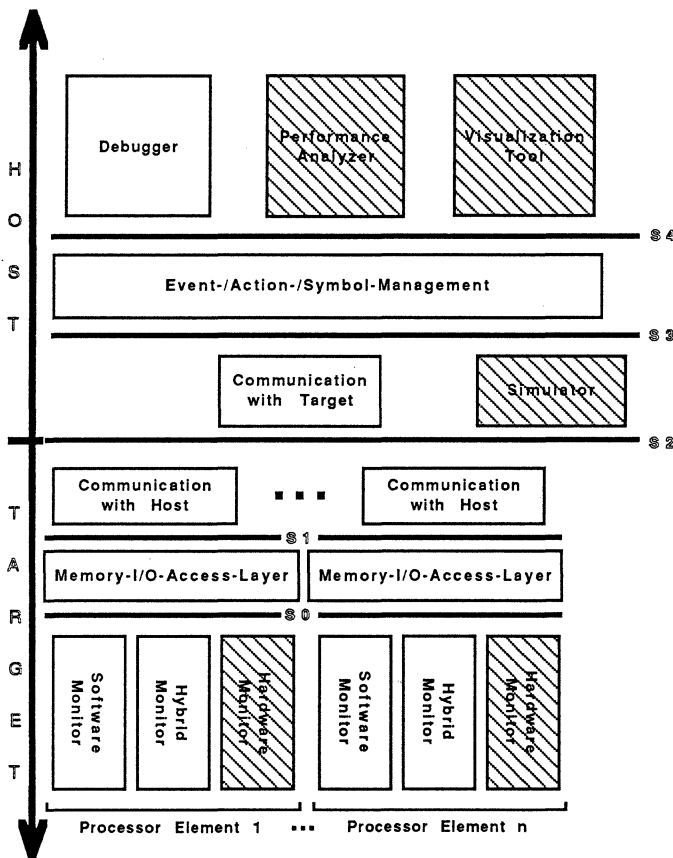 HOST
Debugger
Performance
Analyzer
Visualization
Tool
S4
Event-/Action-/Symbol-Management
S3
Communication
with Target
Simulator
S2
TARGET
Communication
with Host
...
Communication
with Host
S1
Memory-I/O-Access-Layer
Memory-I/O-Access-Layer
S0
Software
Monitor
Hybrid
Monitor
Hardware
Monitor
Software
Monitor
Hybrid
Monitor
Hardware
Monitor
Processor Element 1 ... Processor Element n